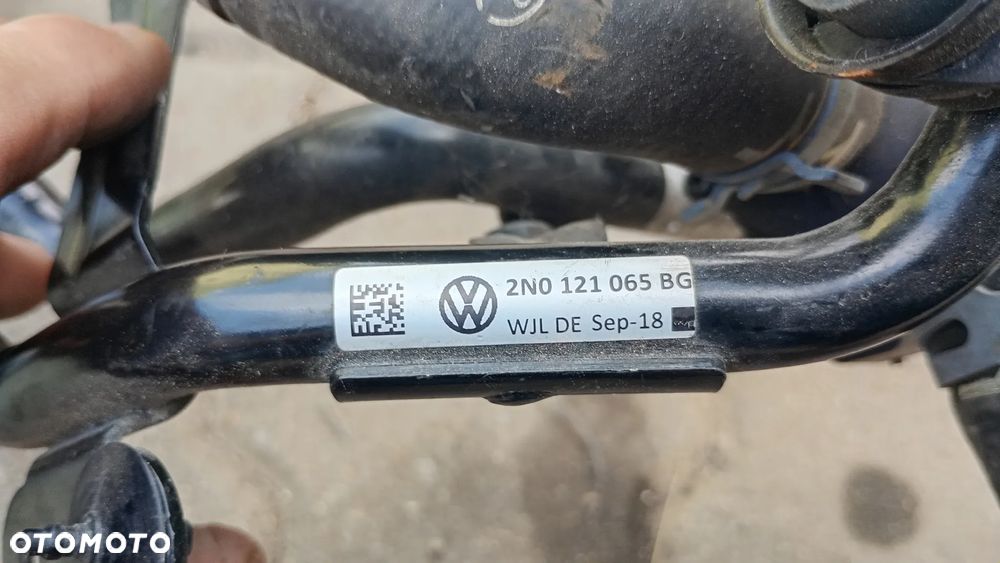 2N0 121 065 BG
WJL DE Sep-18
OTOMOTO